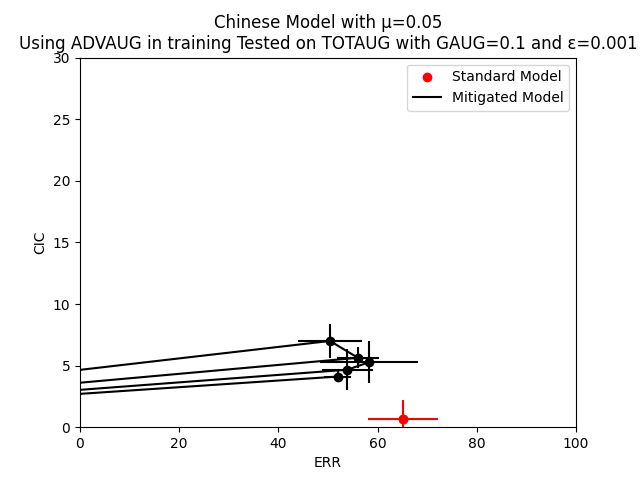 Chinese Model with μ=0.05
Using ADVAUG in training Tested on TOTAUG with GAUG=0.1 and ε=0.001
30
25
20
15
10
5
0
CIC
Standard Model
Mitigated Model
0 20 40 60 80 100
ERR